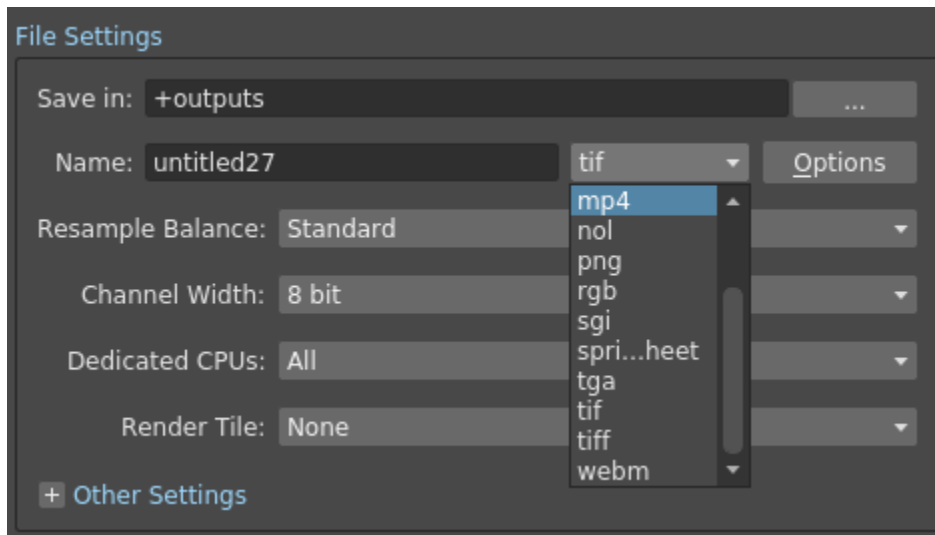 File Settings
Save in: +outputs ...
Name: untitled27 tif Options
mp4
Resample Balance: Standard nol
png
Channel Width: 8 bit rgb
sgi
Dedicated CPUs: All spri...heet
tga
tif
Render Tile: None tiff
webm
+ Other Settings